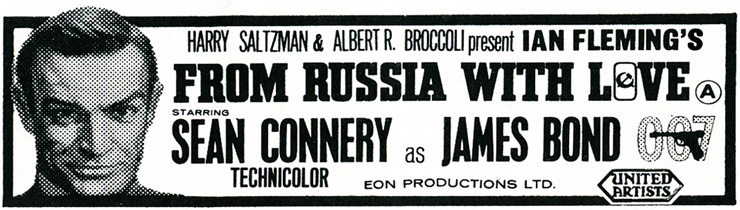 HARRY SALTZMAN & ALBERT R. BROCCOLI present IAN FLEMING'S
FROM RUSSIA WITH LOVE A
STARRING
SEAN CONNERY as JAMES BOND 007
TECHNICOLOR EON PRODUCTIONS LTD. UNITED ARTISTS